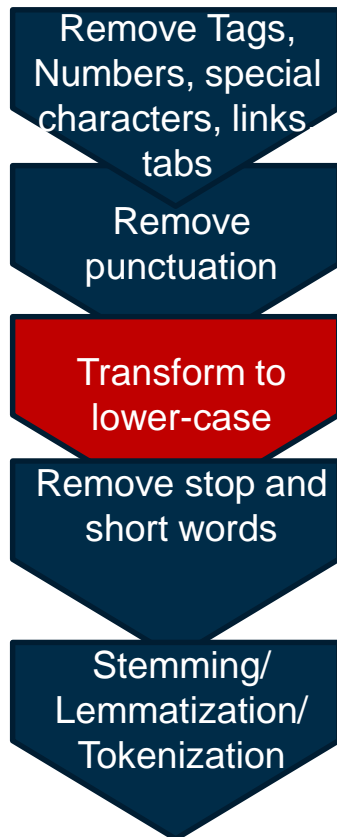 Remove Tags,
Numbers, special
characters, links,
tabs
Remove
punctuation
Transform to
lower-case
Remove stop and
short words
Stemming/
Lemmatization/
Tokenization